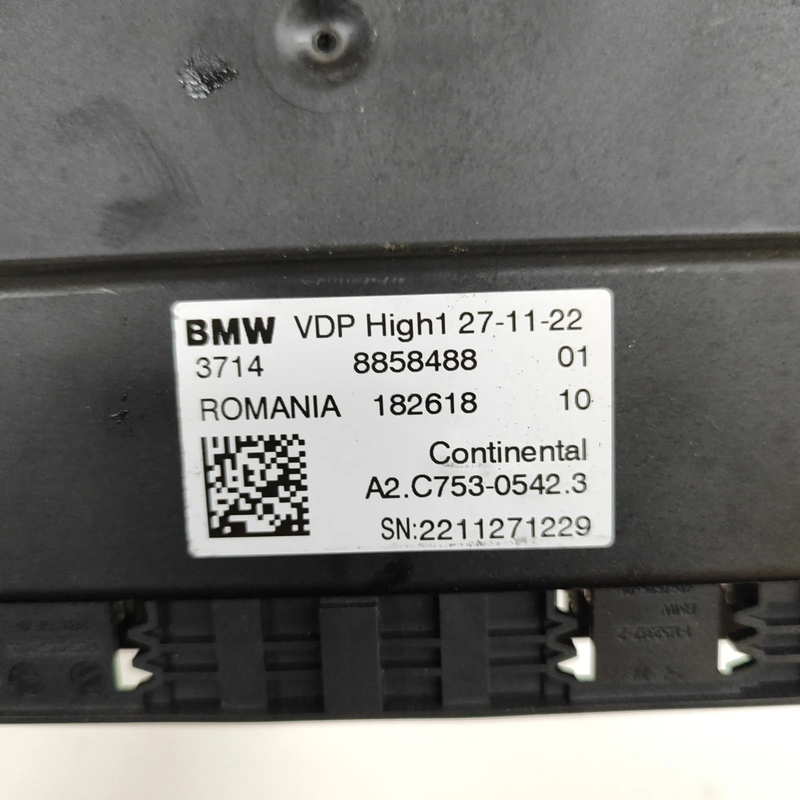 BMW VDP High1 27-11-22
3714 8858488 01
ROMANIA 182618 10
Continental
A2.C753-0542.3
SN:2211271229
BMW